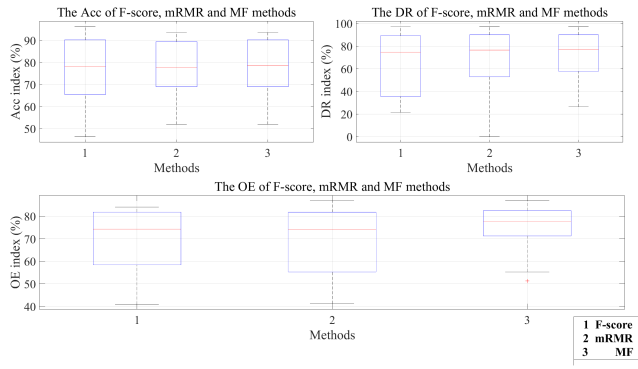 The Acc of F-score, mRMR and MF methods
Acc index (%)
90
80
70
60
50
1 2 3
Methods
The DR of F-score, mRMR and MF methods
DR index (%)
100
80
60
40
20
0
1 2 3
Methods
The OE of F-score, mRMR and MF methods
OE index (%)
80
70
60
50
40
1 2 3
Methods
1 F-score
2 mRMR
3 MF